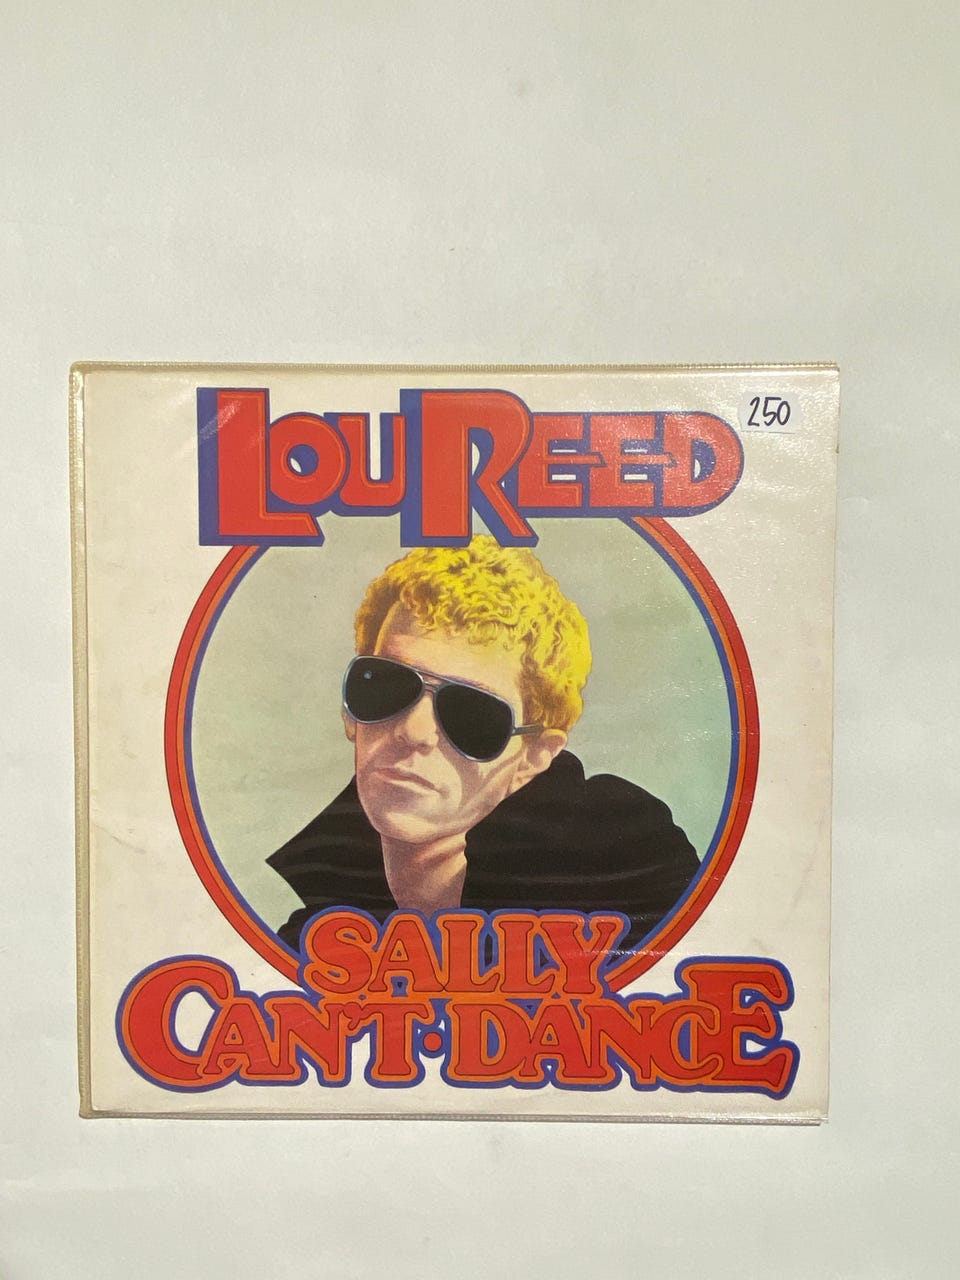 LOU REED
250
SALLY
CAN'T • DANCE